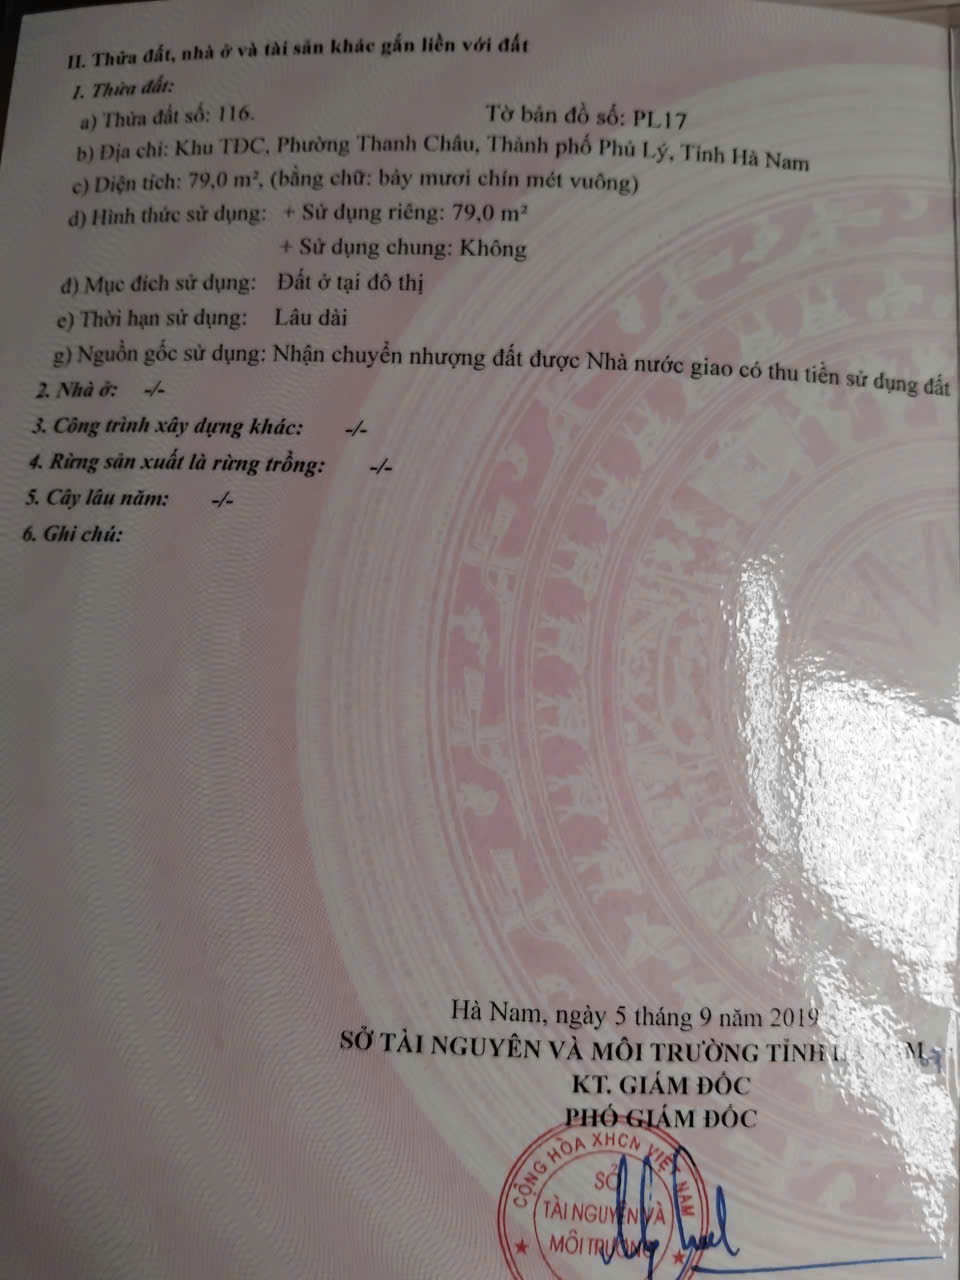 II. Thửa đất, nhà ở và tài sản khác gắn liền với đất
1. Thửa đất:
a) Thửa đất số: 116. Tờ bản đồ số: PL17
b) Địa chỉ: Khu TĐC, Phường Thanh Châu, Thành phố Phủ Lý, Tỉnh Hà Nam
c) Diện tích: 79,0 m², (bằng chữ: bảy mươi chín mét vuông)
d) Hình thức sử dụng: + Sử dụng riêng: 79,0 m²
+ Sử dụng chung: Không
đ) Mục đích sử dụng: Đất ở tại đô thị
e) Thời hạn sử dụng: Lâu dài
g) Nguồn gốc sử dụng: Nhận chuyển nhượng đất được Nhà nước giao có thu tiền sử dụng đất
2. Nhà ở: -/-
3. Công trình xây dựng khác: -/-
4. Rừng sản xuất là rừng trồng: -/-
5. Cây lâu năm: -/-
6. Ghi chú:
Hà Nam, ngày 5 tháng 9 năm 2019
SỞ TÀI NGUYÊN VÀ MÔI TRƯỜNG TỈNH HÀ NAM
KT. GIÁM ĐỐC
PHÓ GIÁM ĐỐC
CỘNG HÒA XHCN VIỆT NAM
SỞ
TÀI NGUYÊN VÀ
MÔI TRƯỜNG